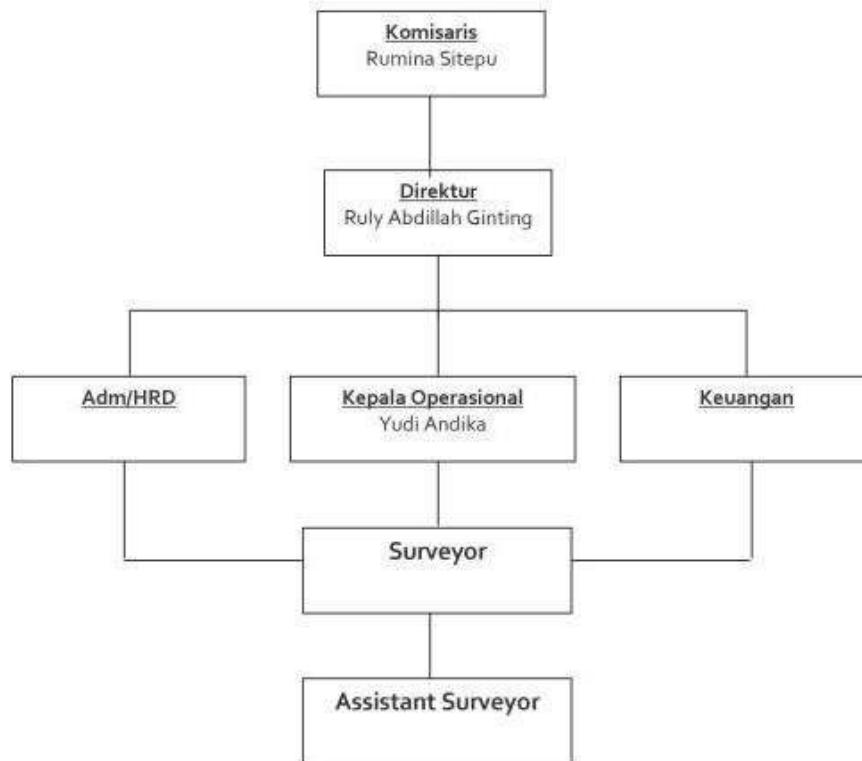 Komisaris
Rumina Sitepu
Direktur
Ruly Abdillah Ginting
Adm/HRD
Kepala Operasional
Yudi Andika
Keuangan
Surveyor
Assistant Surveyor